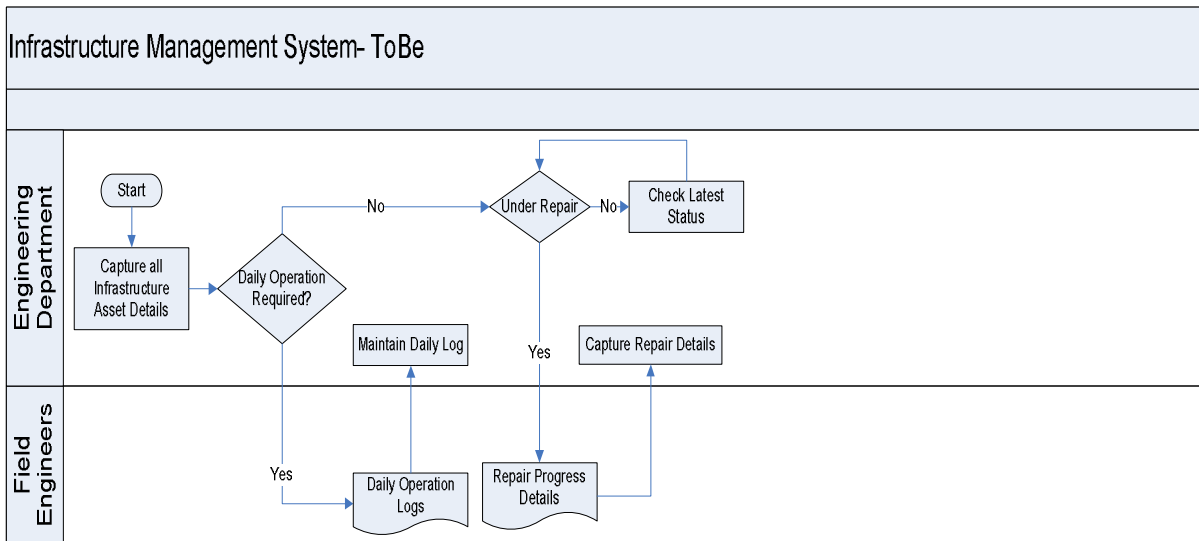 Infrastructure Management System- ToBe
Engineering
Department
Start
Capture all
Infrastructure
Asset Details
Daily Operation
Required?
No
Under Repair
No
Check Latest
Status
Maintain Daily Log
Yes
Capture Repair Details
Field
Engineers
Yes
Daily Operation
Logs
Repair Progress
Details